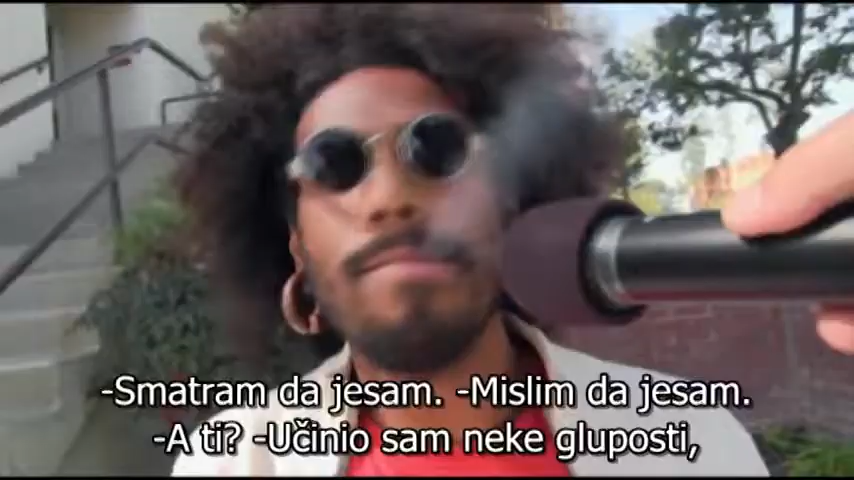 -Smatram da jesam. -Mislim da jesam.
-A ti? -Učinio sam neke gluposti,